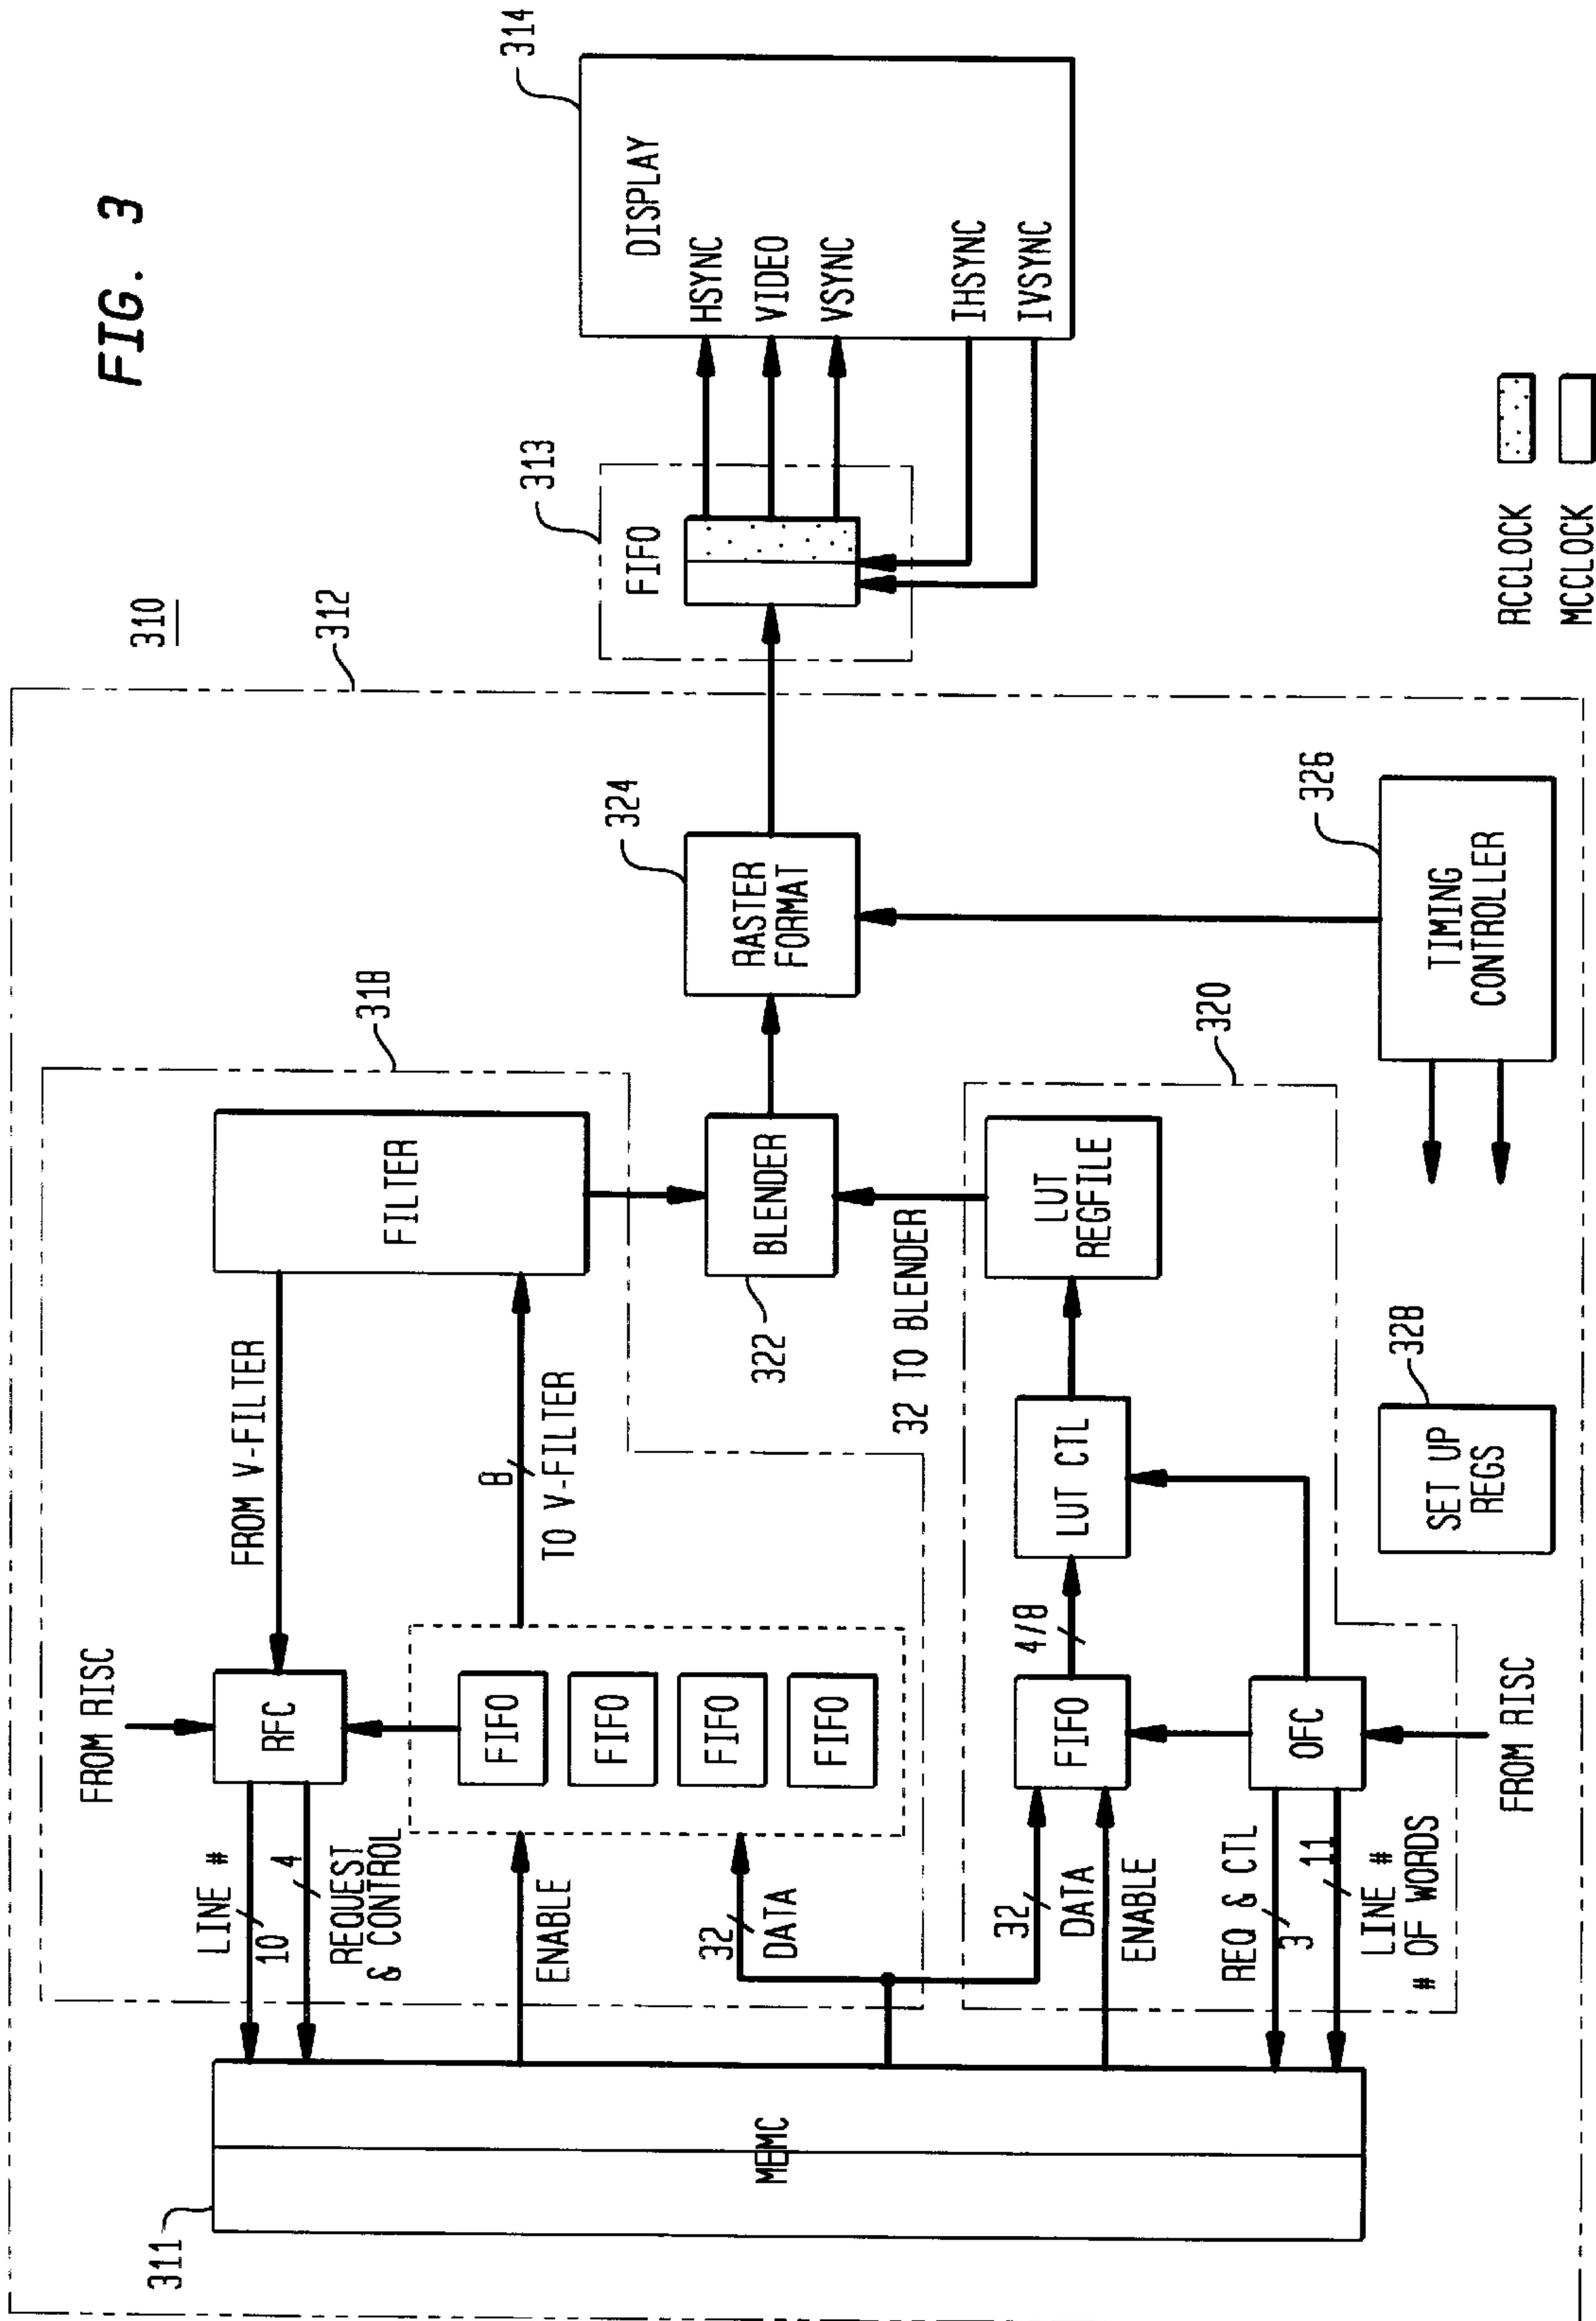 FIG. 3
310
312
311
MEMC
FROM RISC
LINE #
10
4
REQUEST
& CONTROL
RFC
FROM V-FILTER
ENABLE
32
DATA
FIFO
FIFO
FIFO
FIFO
8
TO V-FILTER
FILTER
318
BLENDER
322
32 TO BLENDER
RASTER
FORMAT
324
FIFO
313
DISPLAY
HSYNC
VIDEO
VSYNC
IHSYNC
IVSYNC
314
32
DATA
ENABLE
FIFO
4/8
LUT CTL
LUT
REGFILE
320
REQ & CTL
3
11
LINE #
# OF WORDS
OFC
FROM RISC
SET UP
REGS
328
TIMING
CONTROLLER
326
RCCLOCK
MCCLOCK